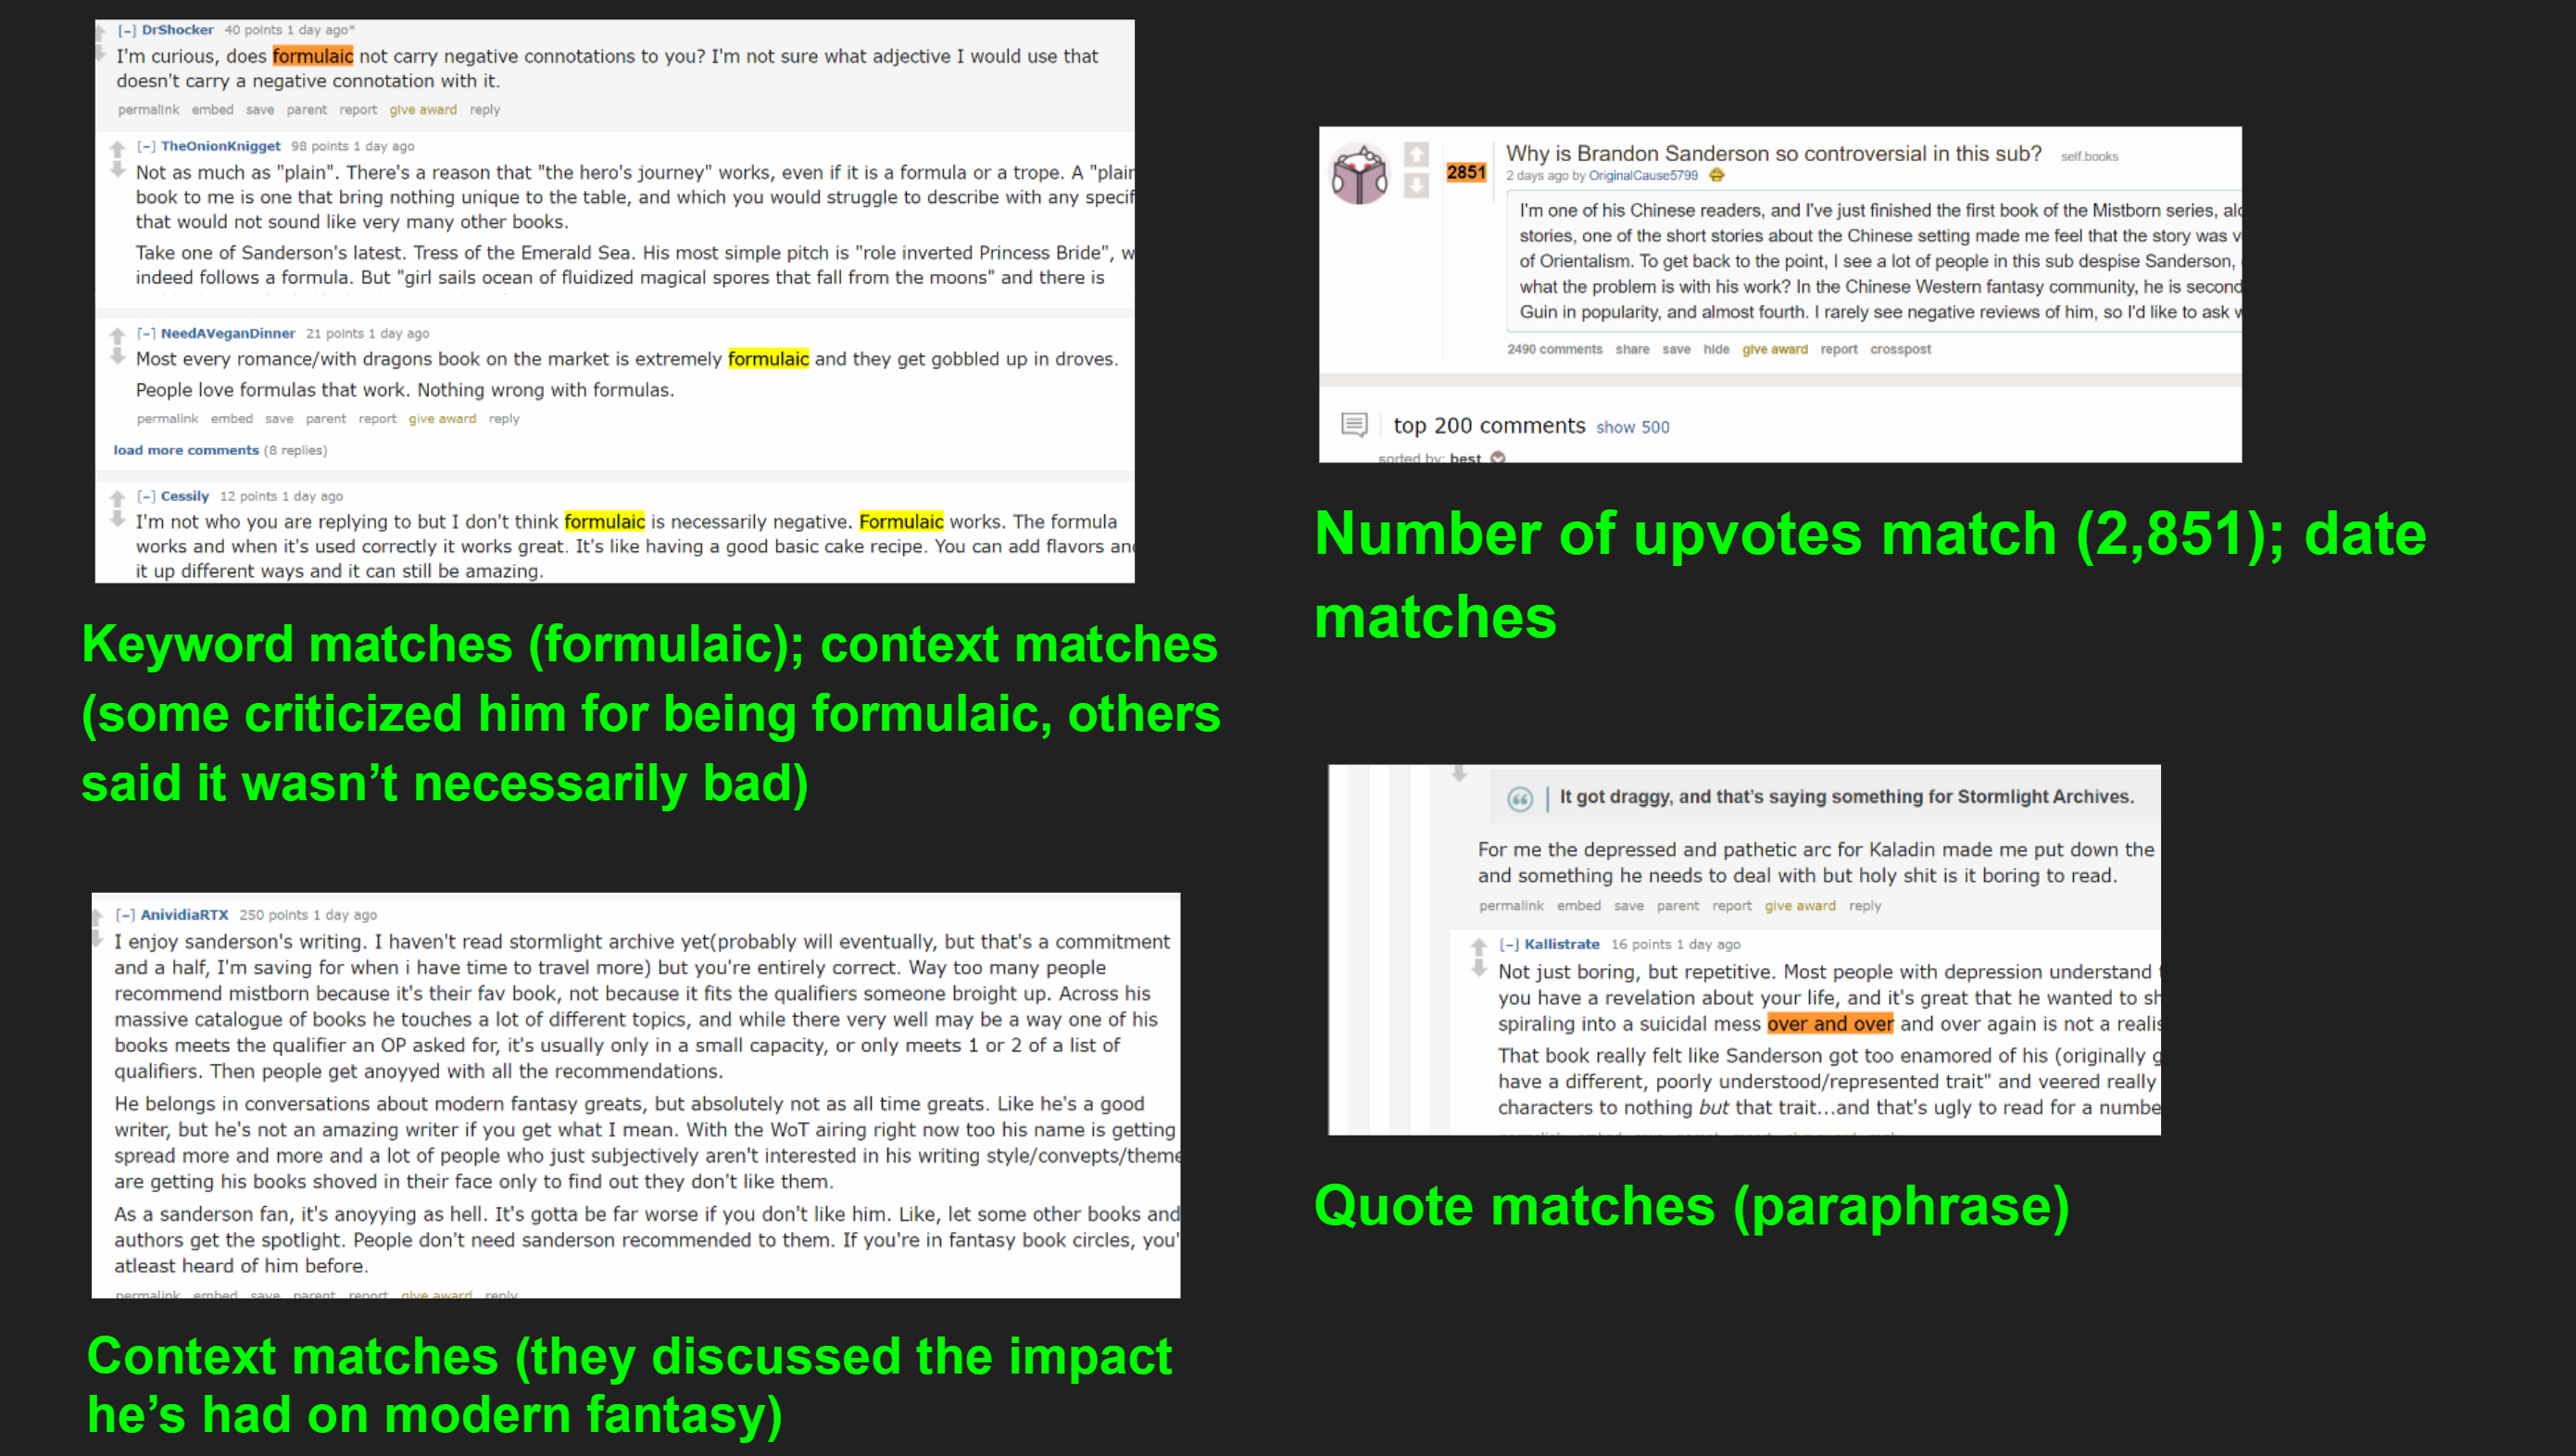 [–] DrShocker 40 points 1 day ago*
I'm curious, does formulaic not carry negative connotations to you? I'm not sure what adjective I would use that
doesn't carry a negative connotation with it.
permalink embed save parent report give award reply
[–] TheOnionKnigget 98 points 1 day ago
Not as much as "plain". There's a reason that "the hero's journey" works, even if it is a formula or a trope. A "plain
book to me is one that bring nothing unique to the table, and which you would struggle to describe with any specif
that would not sound like very many other books.
Take one of Sanderson's latest. Tress of the Emerald Sea. His most simple pitch is "role inverted Princess Bride", w
indeed follows a formula. But "girl sails ocean of fluidized magical spores that fall from the moons" and there is
[–] NeedAVeganDinner 21 points 1 day ago
Most every romance/with dragons book on the market is extremely formulaic and they get gobbled up in droves.
People love formulas that work. Nothing wrong with formulas.
permalink embed save parent report give award reply
load more comments (8 replies)
[–] Cessily 12 points 1 day ago
I'm not who you are replying to but I don't think formulaic is necessarily negative. Formulaic works. The formula
works and when it's used correctly it works great. It's like having a good basic cake recipe. You can add flavors and
it up different ways and it can still be amazing.
Keyword matches (formulaic); context matches
(some criticized him for being formulaic, others
said it wasn't necessarily bad)
[–] AnividiaRTX 250 points 1 day ago
I enjoy sanderson's writing. I haven't read stormlight archive yet(probably will eventually, but that's a commitment
and a half, I'm saving for when i have time to travel more) but you're entirely correct. Way too many people
recommend mistborn because it's their fav book, not because it fits the qualifiers someone broight up. Across his
massive catalogue of books he touches a lot of different topics, and while there very well may be a way one of his
books meets the qualifier an OP asked for, it's usually only in a small capacity, or only meets 1 or 2 of a list of
qualifiers. Then people get anoyyed with all the recommendations.
He belongs in conversations about modern fantasy greats, but absolutely not as all time greats. Like he's a good
writer, but he's not an amazing writer if you get what I mean. With the WoT airing right now too his name is getting
spread more and more and a lot of people who just subjectively aren't interested in his writing style/convepts/theme
are getting his books shoved in their face only to find out they don't like them.
As a sanderson fan, it's anoyying as hell. It's gotta be far worse if you don't like him. Like, let some other books and
authors get the spotlight. People don't need sanderson recommended to them. If you're in fantasy book circles, you'
atleast heard of him before.
permalink embed save parent report give award reply
Context matches (they discussed the impact
he's had on modern fantasy)
2851
Why is Brandon Sanderson so controversial in this sub? self.books
2 days ago by OriginalCause5799
I'm one of his Chinese readers, and I've just finished the first book of the Mistborn series, alo
stories, one of the short stories about the Chinese setting made me feel that the story was v
of Orientalism. To get back to the point, I see a lot of people in this sub despise Sanderson,
what the problem is with his work? In the Chinese Western fantasy community, he is second
Guin in popularity, and almost fourth. I rarely see negative reviews of him, so I'd like to ask w
2490 comments share save hide give award report crosspost
top 200 comments show 500
sorted by: best
Number of upvotes match (2,851); date
matches
It got draggy, and that's saying something for Stormlight Archives.
For me the depressed and pathetic arc for Kaladin made me put down the
and something he needs to deal with but holy shit is it boring to read.
permalink embed save parent report give award reply
[–] Kallistrate 16 points 1 day ago
Not just boring, but repetitive. Most people with depression understand
you have a revelation about your life, and it's great that he wanted to sh
spiraling into a suicidal mess over and over and over again is not a realis
That book really felt like Sanderson got too enamored of his (originally g
have a different, poorly understood/represented trait" and veered really
characters to nothing but that trait...and that's ugly to read for a numbe
Quote matches (paraphrase)